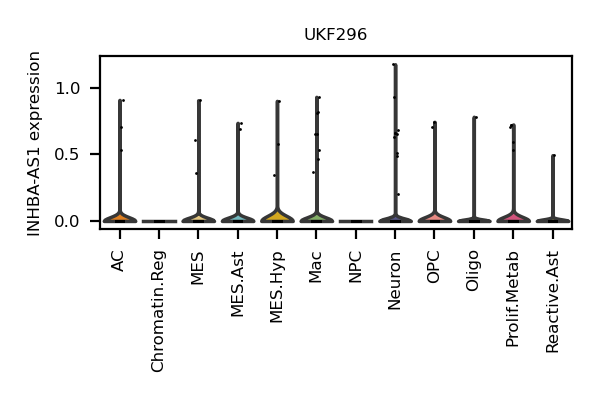 UKF296
INHBA-AS1 expression
1.0
0.5
0.0
AC
Chromatin.Reg
MES
MES.Ast
MES.Hyp
Mac
NPC
Neuron
OPC
Oligo
Prolif.Metab
Reactive.Ast